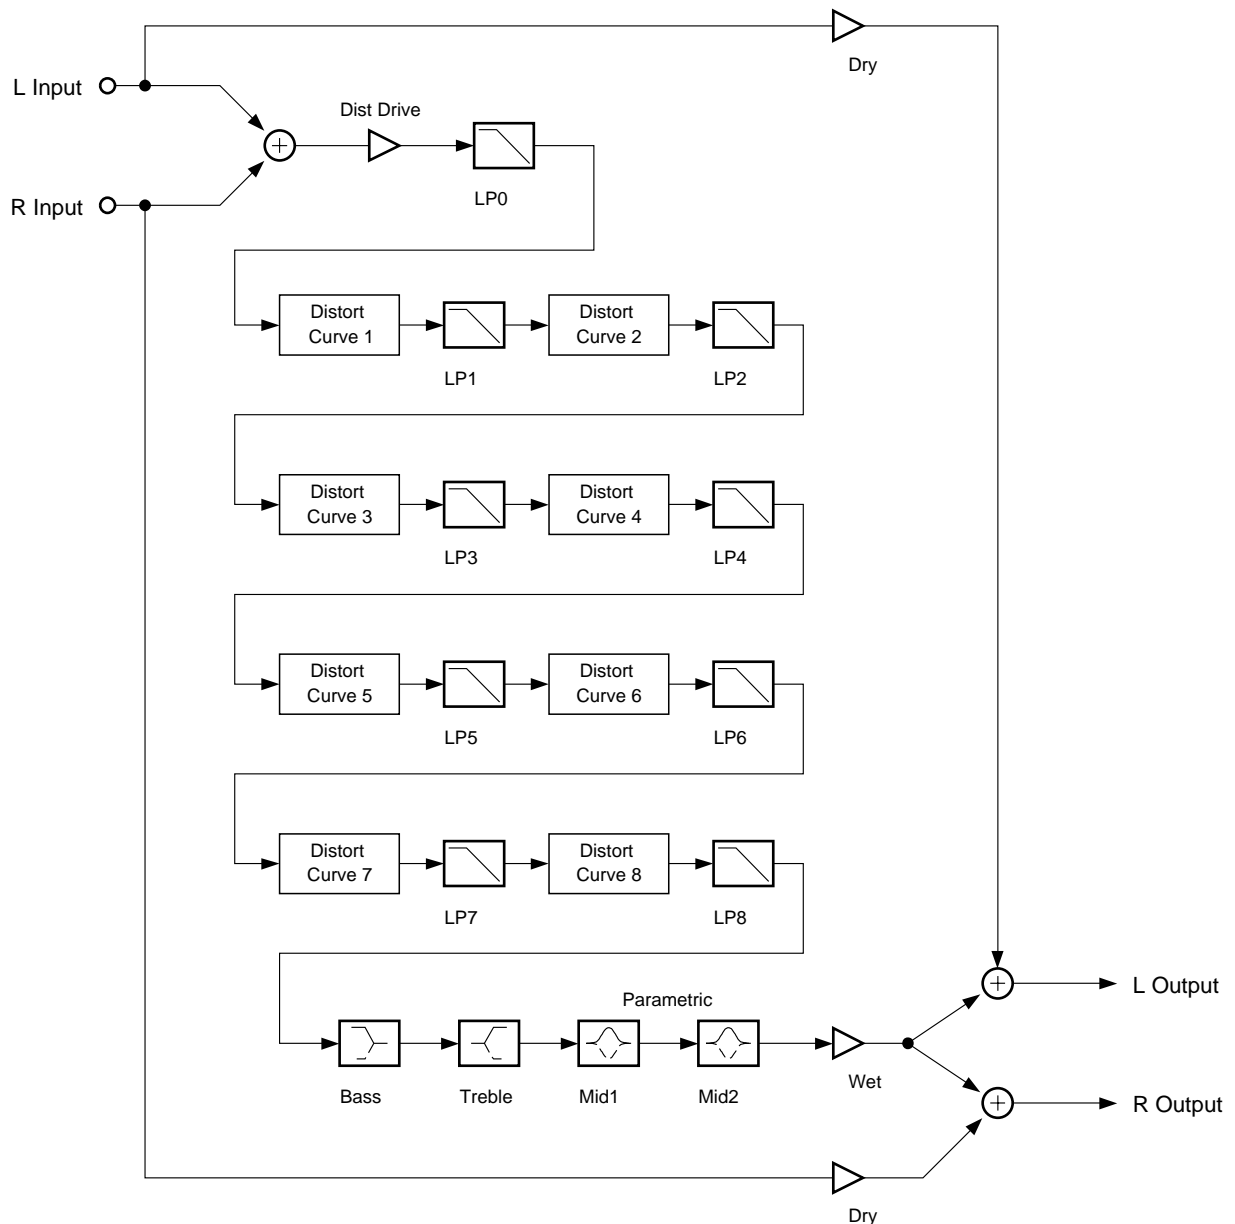 Dry
L Input
Dist Drive
R Input
LP0
Distort
Curve 1
Distort
Curve 2
LP1
LP2
Distort
Curve 3
Distort
Curve 4
LP3
LP4
Distort
Curve 5
Distort
Curve 6
LP5
LP6
Distort
Curve 7
Distort
Curve 8
LP7
LP8
L Output
Parametric
Bass
Treble
Mid1
Mid2
Wet
R Output
Dry